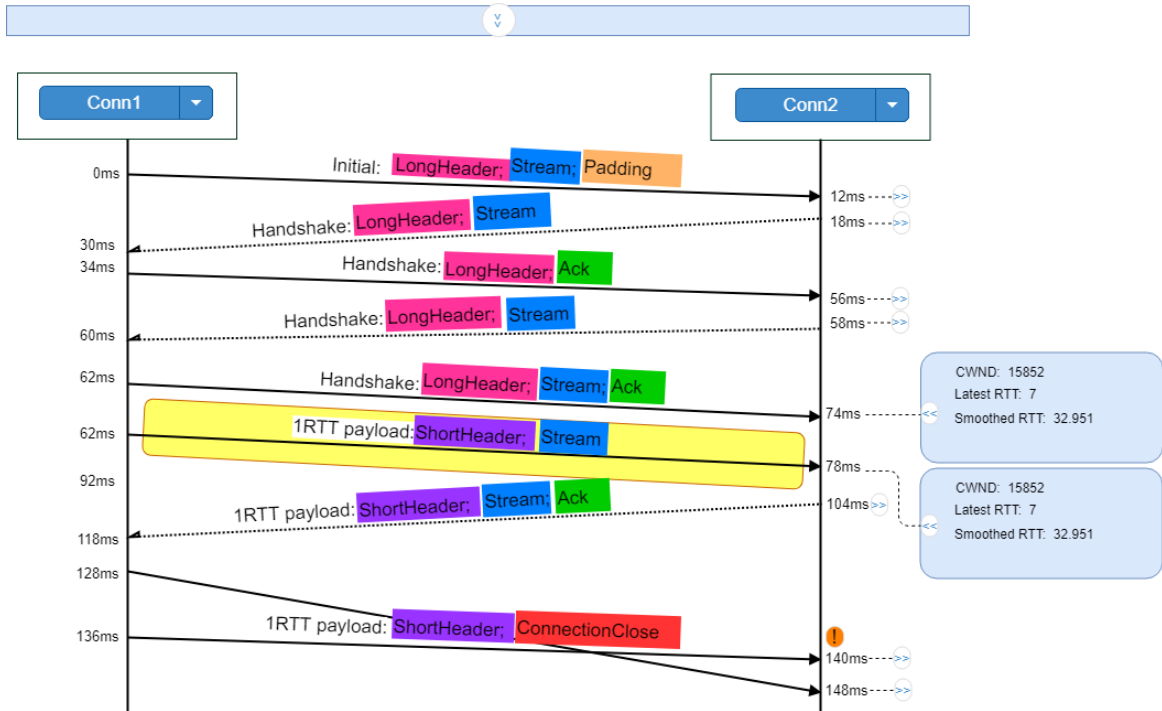 Conn1
Conn2
0ms
Initial: LongHeader; Stream; Padding
12ms >>
Handshake: LongHeader; Stream
18ms >>
30ms
34ms
Handshake: LongHeader; Ack
56ms >>
Handshake: LongHeader; Stream
58ms >>
60ms
62ms
Handshake: LongHeader; Stream; Ack
74ms <<
CWND: 15852
Latest RTT: 7
Smoothed RTT: 32.951
62ms
1RTT payload: ShortHeader; Stream
78ms <<
CWND: 15852
Latest RTT: 7
Smoothed RTT: 32.951
92ms
1RTT payload: ShortHeader; Stream; Ack
104ms >>
118ms
128ms
1RTT payload: ShortHeader; ConnectionClose
136ms
!
140ms >>
148ms >>